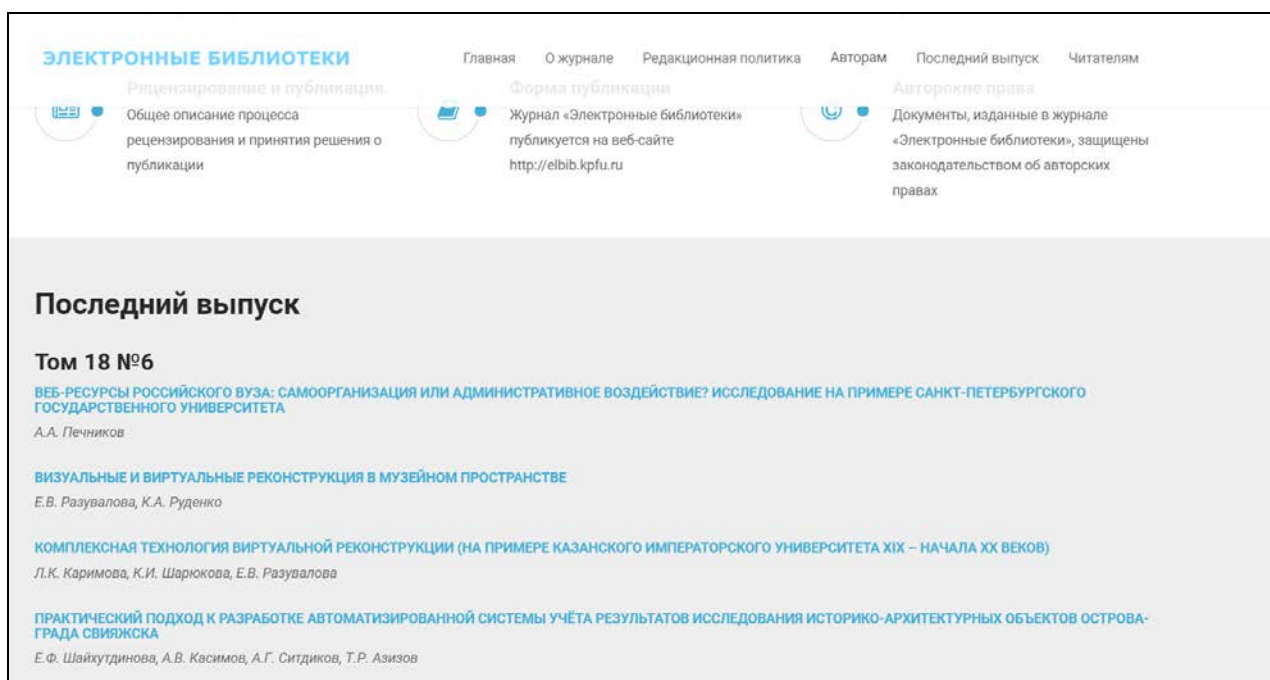 ЭЛЕКТРОННЫЕ БИБЛИОТЕКИ
Главная О журнале Редакционная политика Авторам Последний выпуск Читателям
Рецензирование и публикация
Общее описание процесса
рецензирования и принятия решения о
публикации
Форма публикации
Журнал «Электронные библиотеки»
публикуется на веб-сайте
http://elbib.kpfu.ru
Авторские права
Документы, изданные в журнале
«Электронные библиотеки», защищены
законодательством об авторских
правах
Последний выпуск
Том 18 №6
ВЕБ-РЕСУРСЫ РОССИЙСКОГО ВУЗА: САМООРГАНИЗАЦИЯ ИЛИ АДМИНИСТРАТИВНОЕ ВОЗДЕЙСТВИЕ? ИССЛЕДОВАНИЕ НА ПРИМЕРЕ САНКТ-ПЕТЕРБУРГСКОГО
ГОСУДАРСТВЕННОГО УНИВЕРСИТЕТА
А.А. Печников
ВИЗУАЛЬНЫЕ И ВИРТУАЛЬНЫЕ РЕКОНСТРУКЦИЯ В МУЗЕЙНОМ ПРОСТРАНСТВЕ
Е.В. Разувалова, К.А. Руденко
КОМПЛЕКСНАЯ ТЕХНОЛОГИЯ ВИРТУАЛЬНОЙ РЕКОНСТРУКЦИИ (НА ПРИМЕРЕ КАЗАНСКОГО ИМПЕРАТОРСКОГО УНИВЕРСИТЕТА XIX – НАЧАЛА XX ВЕКОВ)
Л.К. Каримова, К.И. Шарюкова, Е.В. Разувалова
ПРАКТИЧЕСКИЙ ПОДХОД К РАЗРАБОТКЕ АВТОМАТИЗИРОВАННОЙ СИСТЕМЫ УЧЁТА РЕЗУЛЬТАТОВ ИССЛЕДОВАНИЯ ИСТОРИКО-АРХИТЕКТУРНЫХ ОБЪЕКТОВ ОСТРОВА-
ГРАДА СВИЯЖСКА
Е.Ф. Шайхутдинова, А.В. Касимов, А.Г. Ситдиков, Т.Р. Азизов